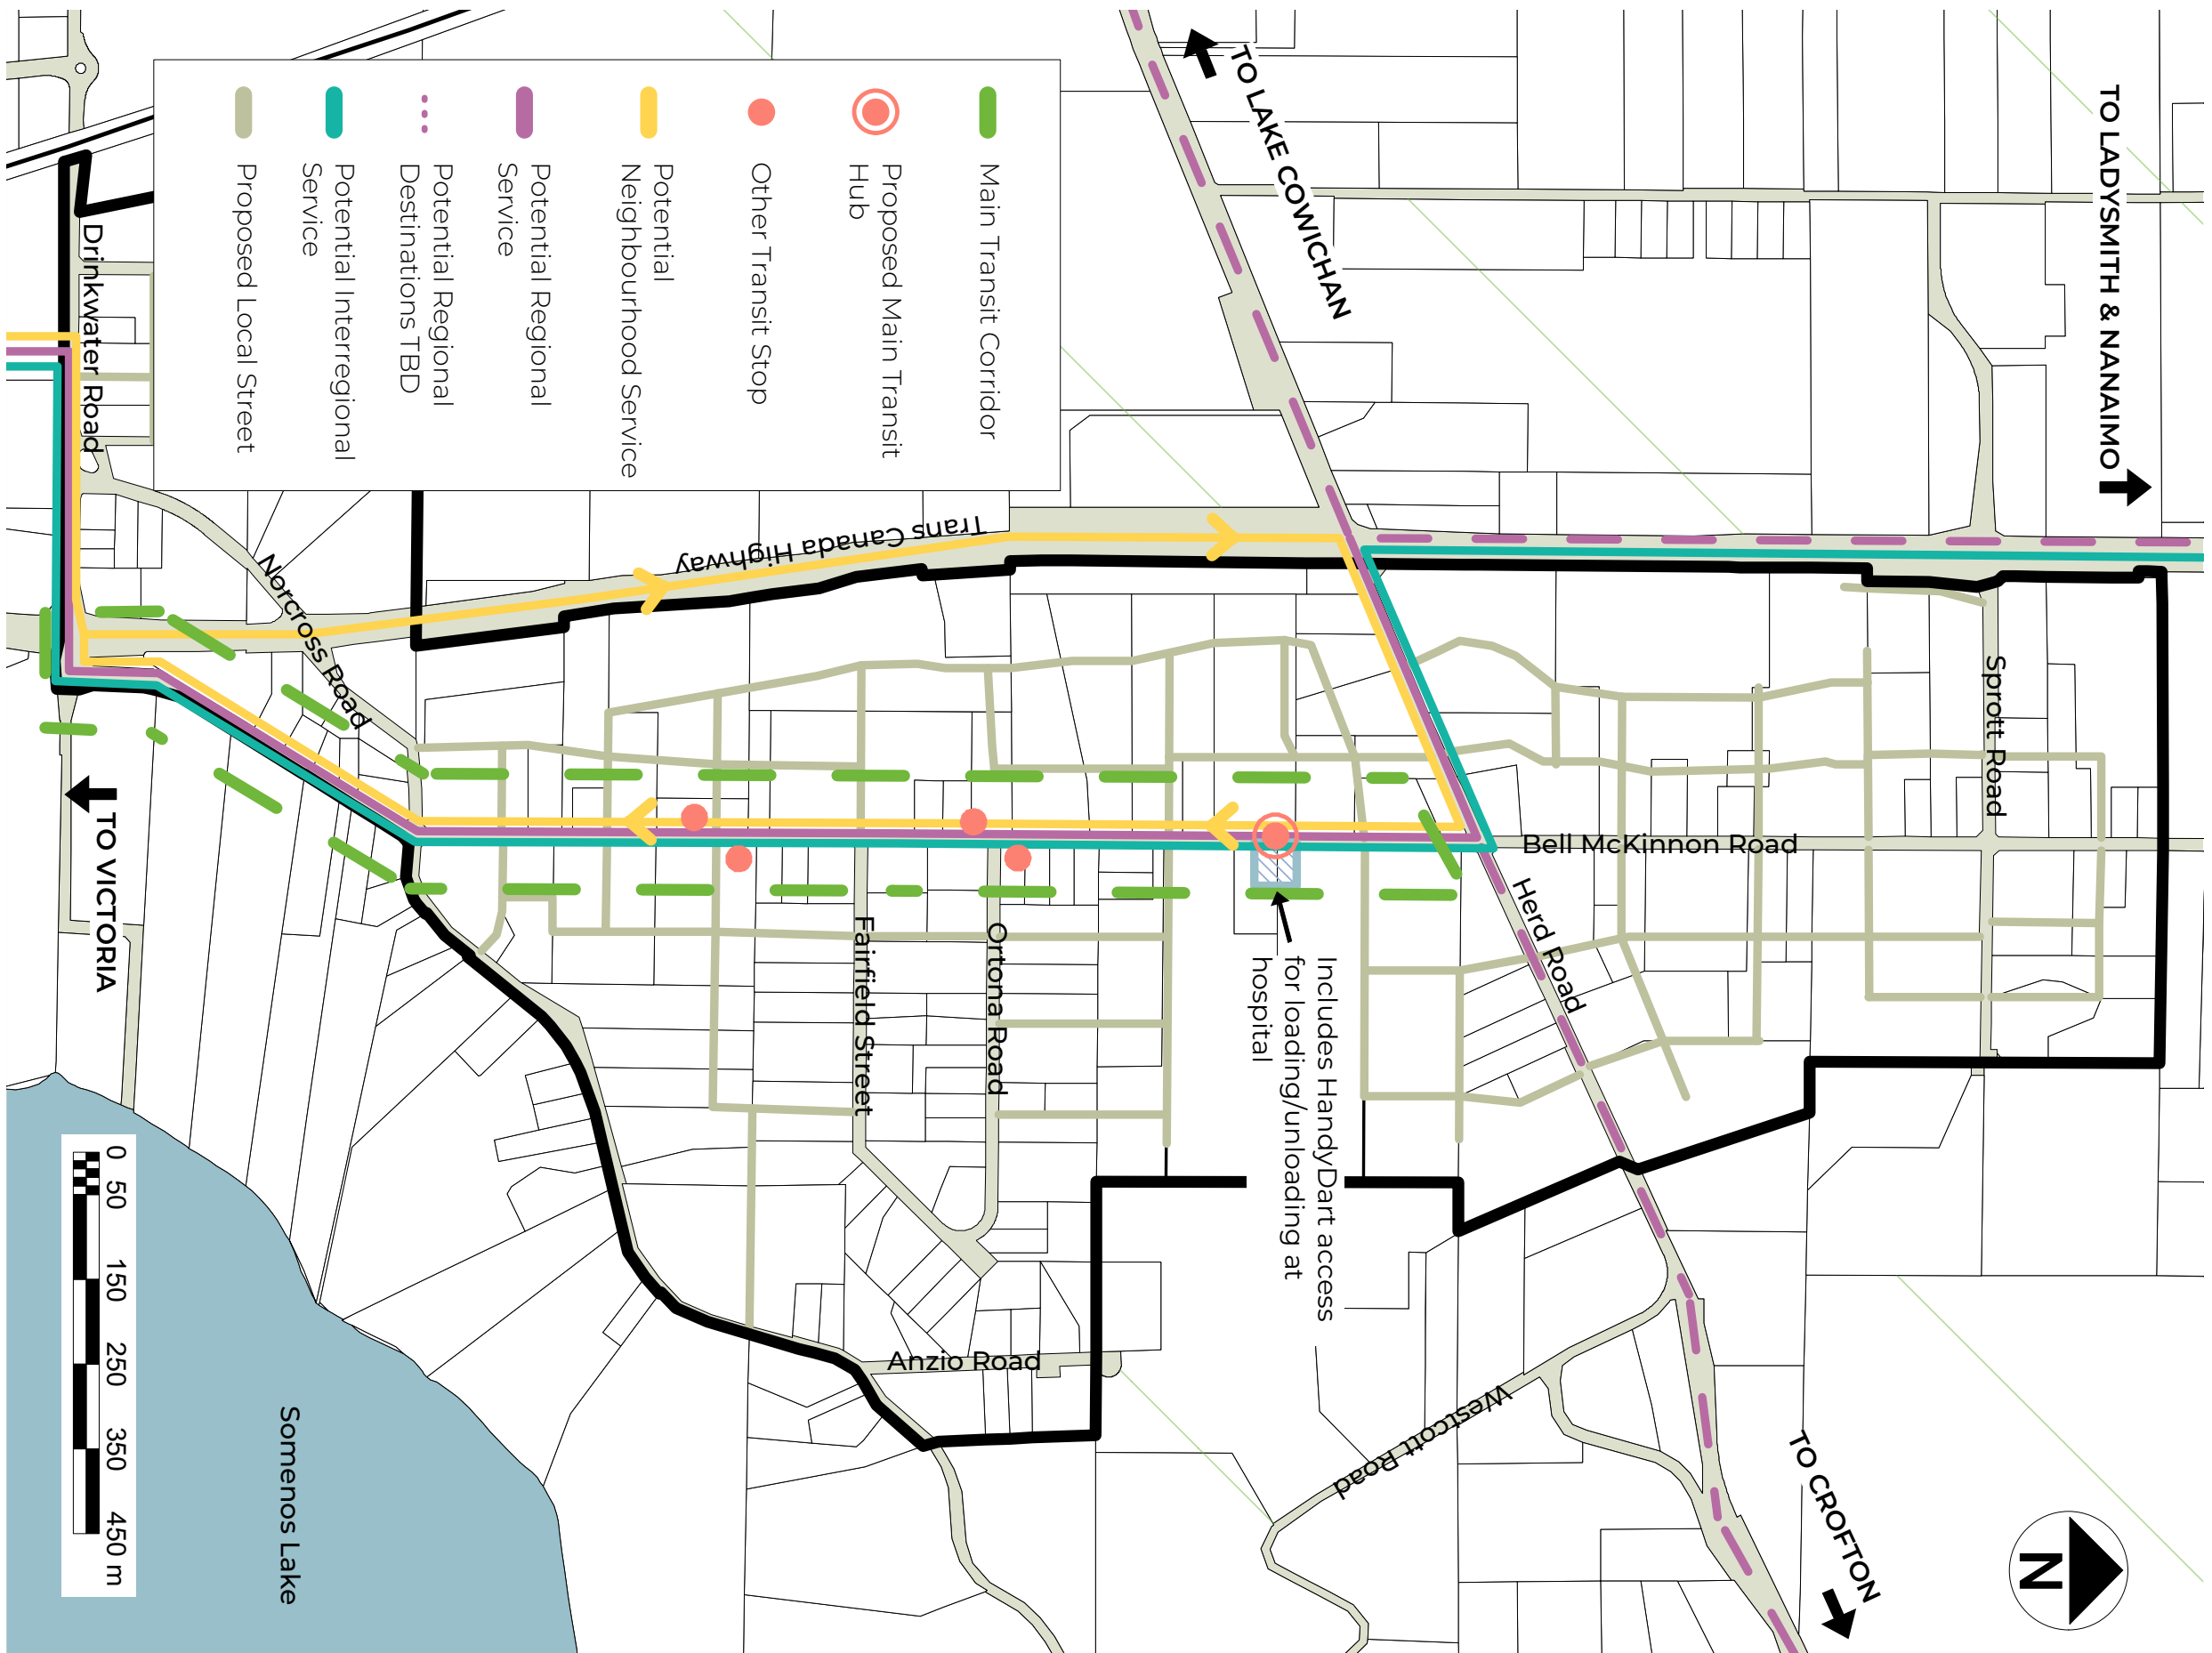 TO LAKE COWICHAN
TO LADYSMITH & NANAIMO
Main Transit Corridor
Proposed Main Transit
Hub
Other Transit Stop
Potential
Neighbourhood Service
Potential Regional
Service
Potential Regional
Destinations TBD
Potential Interregional
Service
Proposed Local Street
Drinkwater Road
Norcross Road
Trans Canada Highway
Sprott Road
Bell McKinnon Road
Herd Road
TO VICTORIA
Fairfield Street
Ortona Road
Includes HandyDart access
for loading/unloading at
hospital
Anzio Road
Westcott Road
TO CROFTON
Somenos Lake
0 50 150 250 350 450 m
N